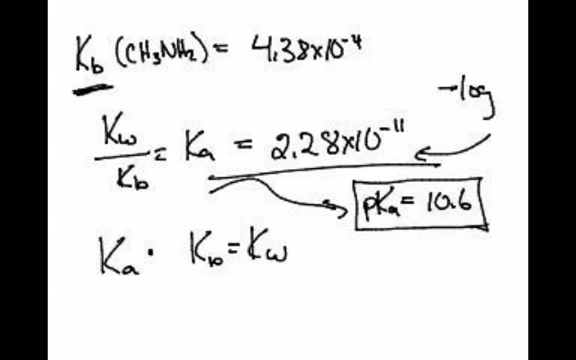 Kb (CH3NH2) = 4.38x10^-4
-log
Kw/Kb = Ka = 2.28x10^-11
pKa = 10.6
Ka · Kb = Kw